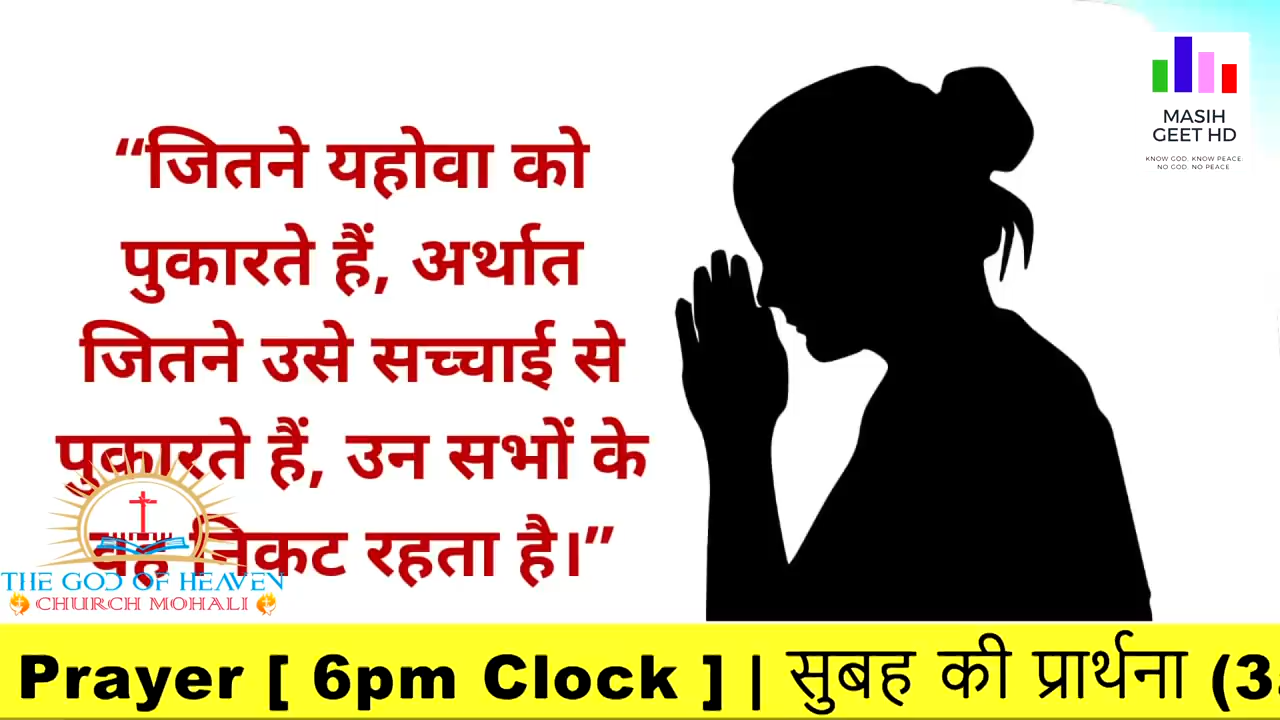 “जितने यहोवा को
पुकारते हैं, अर्थात
जितने उसे सच्चाई से
पुकारते हैं, उन सभों के
वह निकट रहता है।”
MASIH
GEET HD
KNOW GOD. KNOW PEACE.
NO GOD. NO PEACE
THE GOD OF HEAVEN
CHURCH MOHALI
Prayer [ 6pm Clock ] | सुबह की प्रार्थना (3